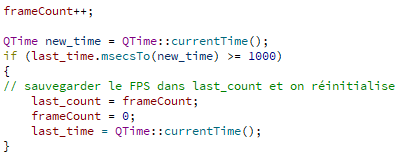 frameCount++;
QTime new_time = QTime::currentTime();
if (last_time.msecsTo(new_time) >= 1000)
{
// sauvegarder le FPS dans last_count et on réinitialise
last_count = frameCount;
frameCount = 0;
last_time = QTime::currentTime();
}